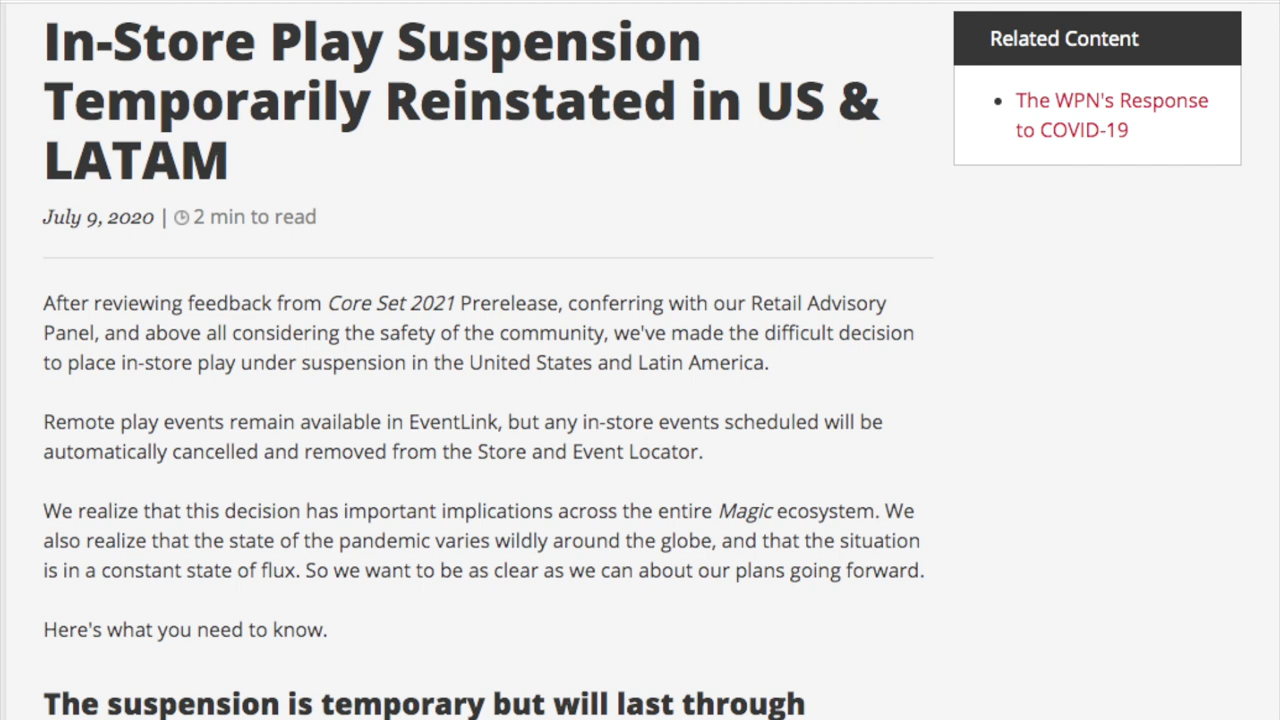 In-Store Play Suspension
Temporarily Reinstated in US &
LATAM
July 9, 2020 | 2 min to read
After reviewing feedback from Core Set 2021 Prerelease, conferring with our Retail Advisory
Panel, and above all considering the safety of the community, we've made the difficult decision
to place in-store play under suspension in the United States and Latin America.
Remote play events remain available in EventLink, but any in-store events scheduled will be
automatically cancelled and removed from the Store and Event Locator.
We realize that this decision has important implications across the entire Magic ecosystem. We
also realize that the state of the pandemic varies wildly around the globe, and that the situation
is in a constant state of flux. So we want to be as clear as we can about our plans going forward.
Here's what you need to know.
The suspension is temporary but will last through
Related Content
• The WPN's Response
to COVID-19